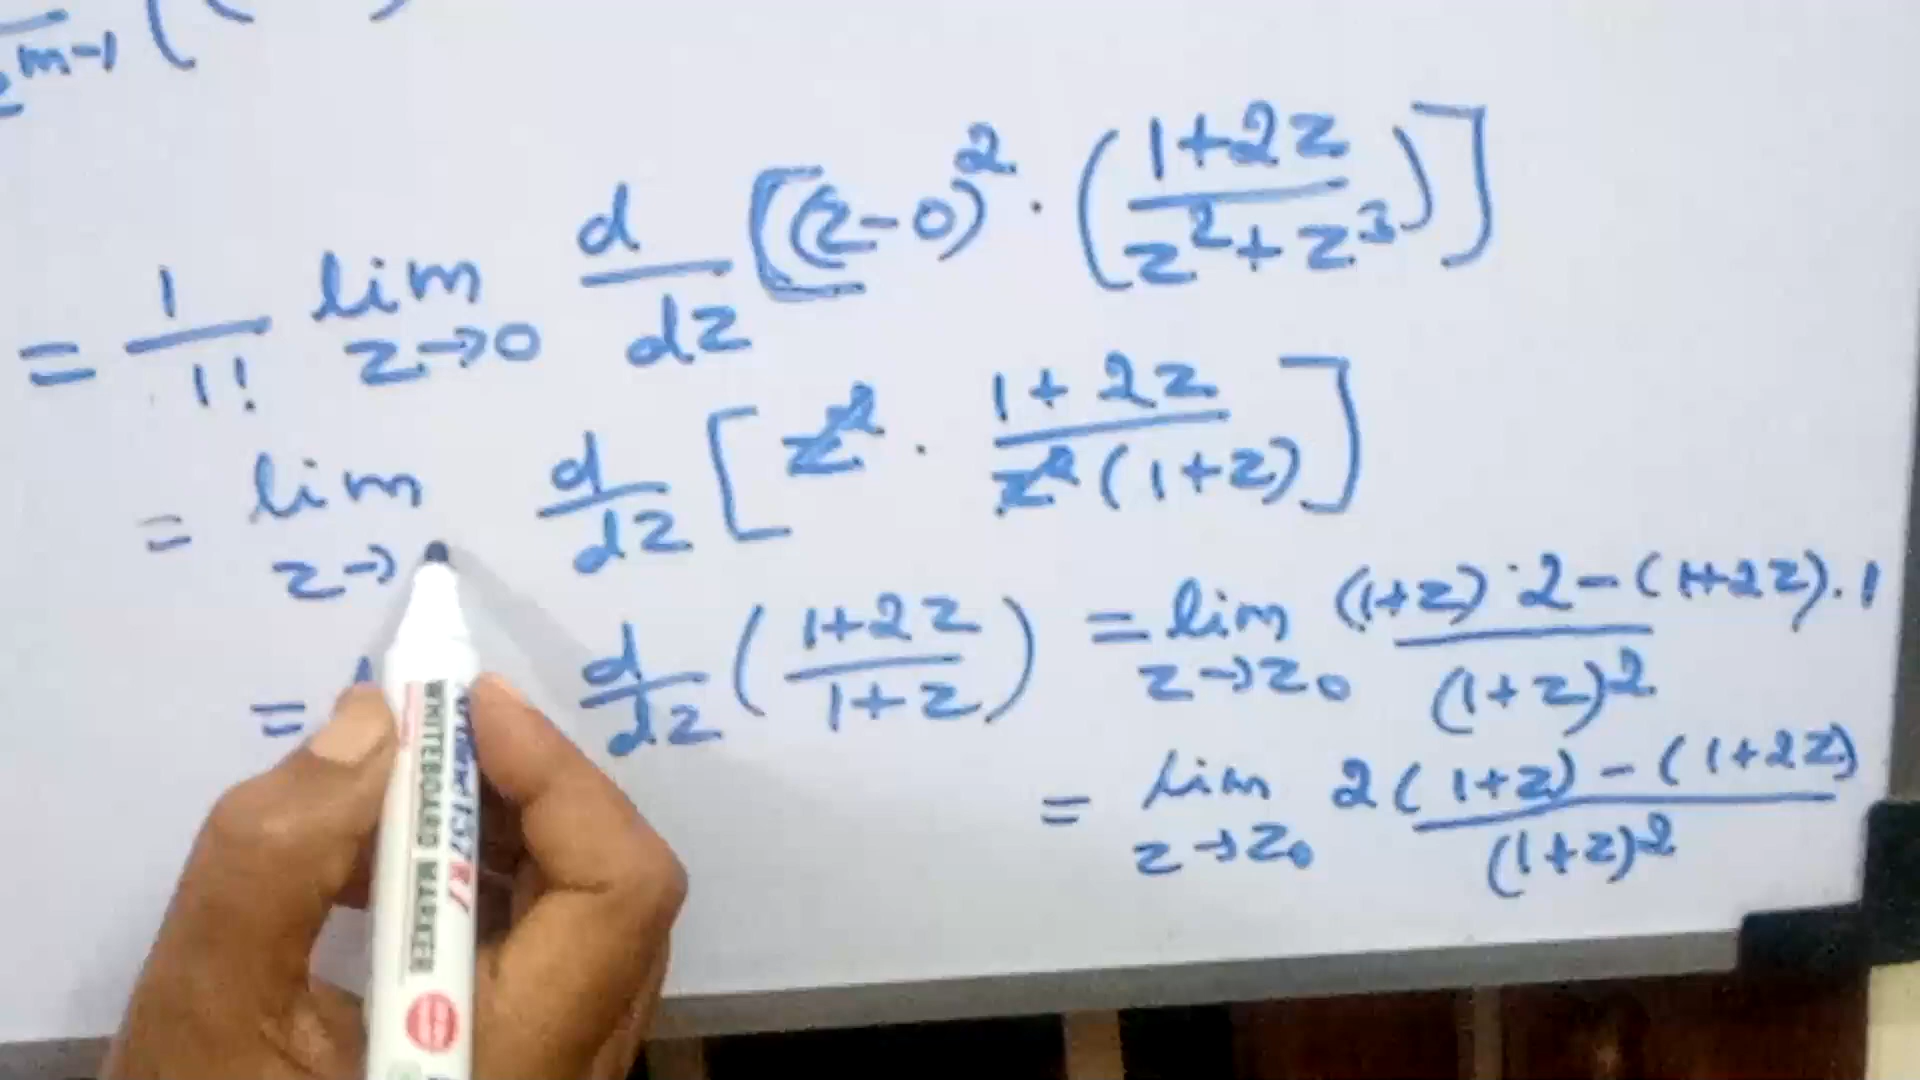 z^{m-1} (
= 1/1! lim_{z→0} d/dz [(z-0)^2 · ((1+2z)/(z^2+z^3))]
= lim_{z→} d/dz [z^2 · (1+2z)/(z^2(1+z))]
= d/dz ((1+2z)/(1+z)) = lim_{z→z_0} ((1+z)·2-(1+2z).1)/(1+z)^2
= lim_{z→z_0} (2(1+z)-(1+2z))/(1+z)^2
WHITEBOARD MARKER